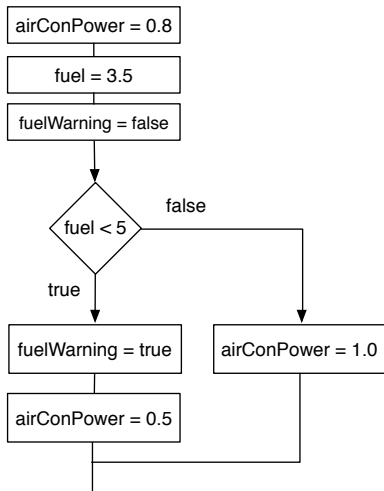 airConPower = 0.8
fuel = 3.5
fuelWarning = false
fuel < 5
false
true
fuelWarning = true
airConPower = 1.0
airConPower = 0.5